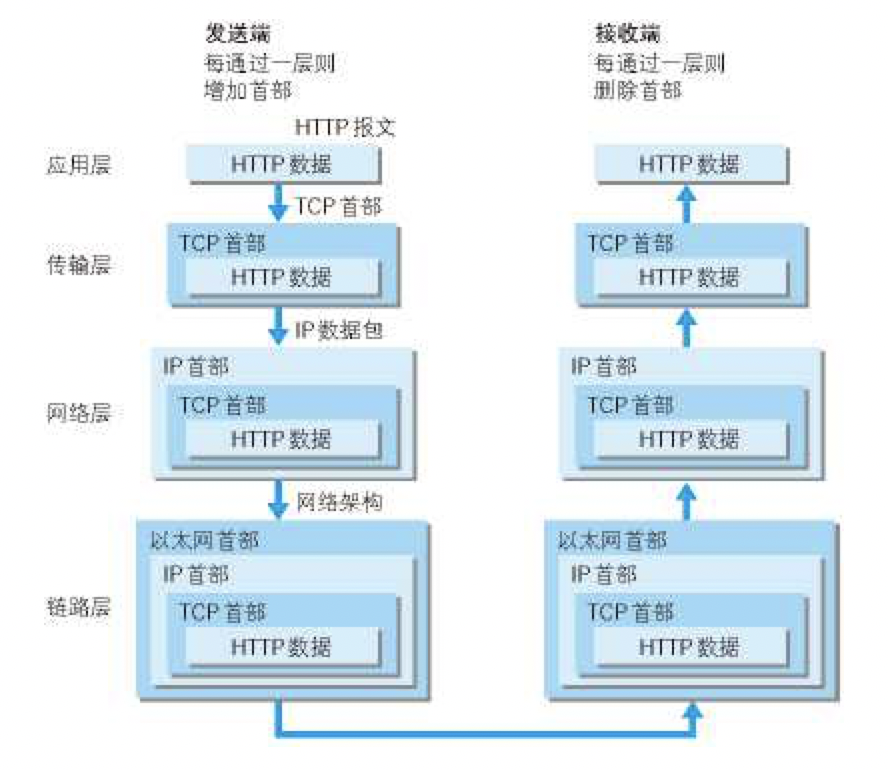 发送端
每通过一层则
增加首部
接收端
每通过一层则
删除首部
HTTP 报文
应用层
HTTP 数据
HTTP 数据
TCP 首部
传输层
TCP 首部
HTTP 数据
TCP 首部
HTTP 数据
IP 数据包
网络层
IP 首部
TCP 首部
HTTP 数据
IP 首部
TCP 首部
HTTP 数据
网络架构
链路层
以太网首部
IP 首部
TCP 首部
HTTP 数据
以太网首部
IP 首部
TCP 首部
HTTP 数据